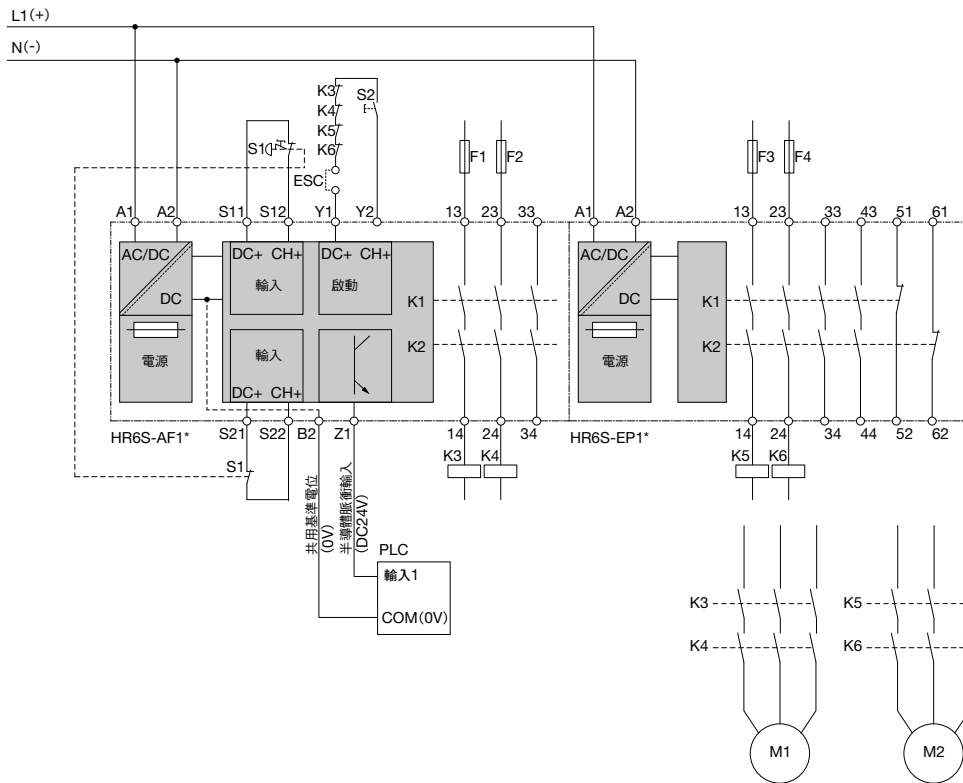 L1(+)
N(-)
K3
K4
K5
K6
S2
S1
ESC
F1
F2
F3
F4
A1
A2
S11
S12
Y1
Y2
13
23
33
A1
A2
13
23
33
43
51
61
AC/DC
DC
電源
DC+ CH+
輸入
DC+ CH+
啟動
輸入
DC+ CH+
K1
K2
AC/DC
DC
電源
K1
K2
HR6S-AF1*
S21
S22
B2
Z1
14
24
34
HR6S-EP1*
14
24
34
44
52
62
S1
K3
K4
K5
K6
共用基準電位
(0V)
半導體脈衝輸入
(DC24V)
PLC
輸入1
COM(0V)
K3
K4
K5
K6
M1
M2